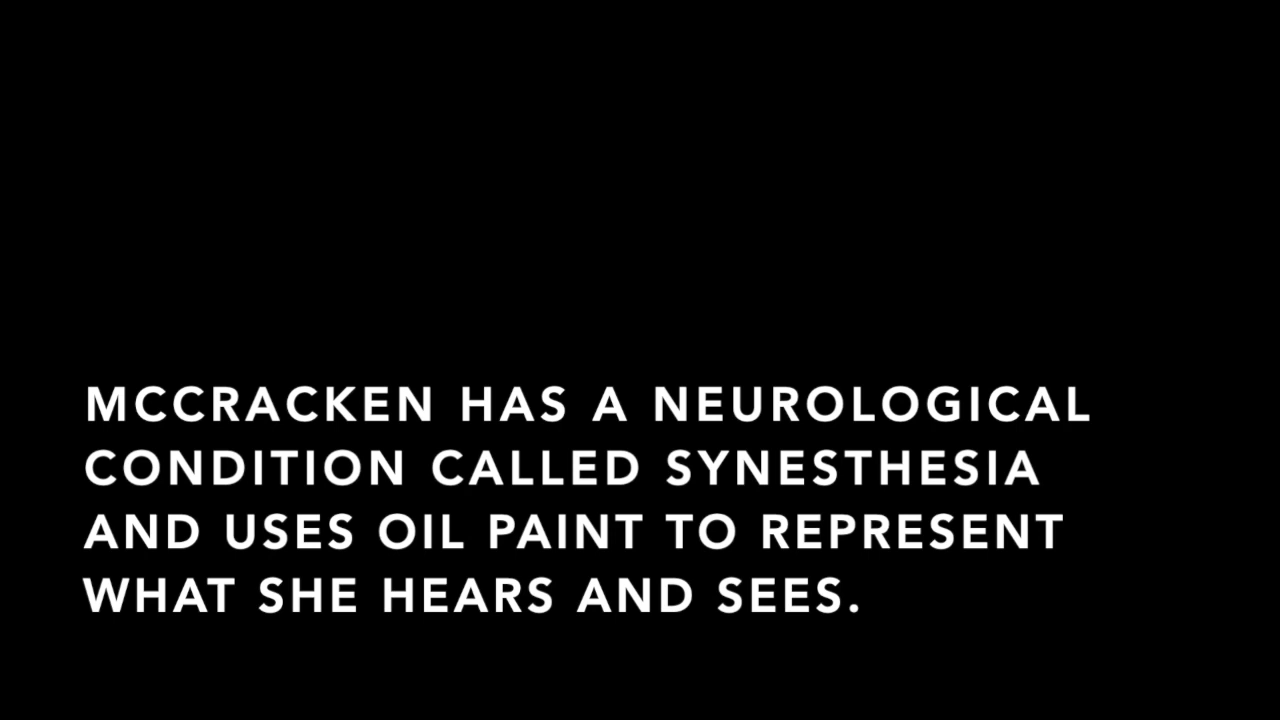 MCCRACKEN HAS A NEUROLOGICAL
CONDITION CALLED SYNESTHESIA
AND USES OIL PAINT TO REPRESENT
WHAT SHE HEARS AND SEES.